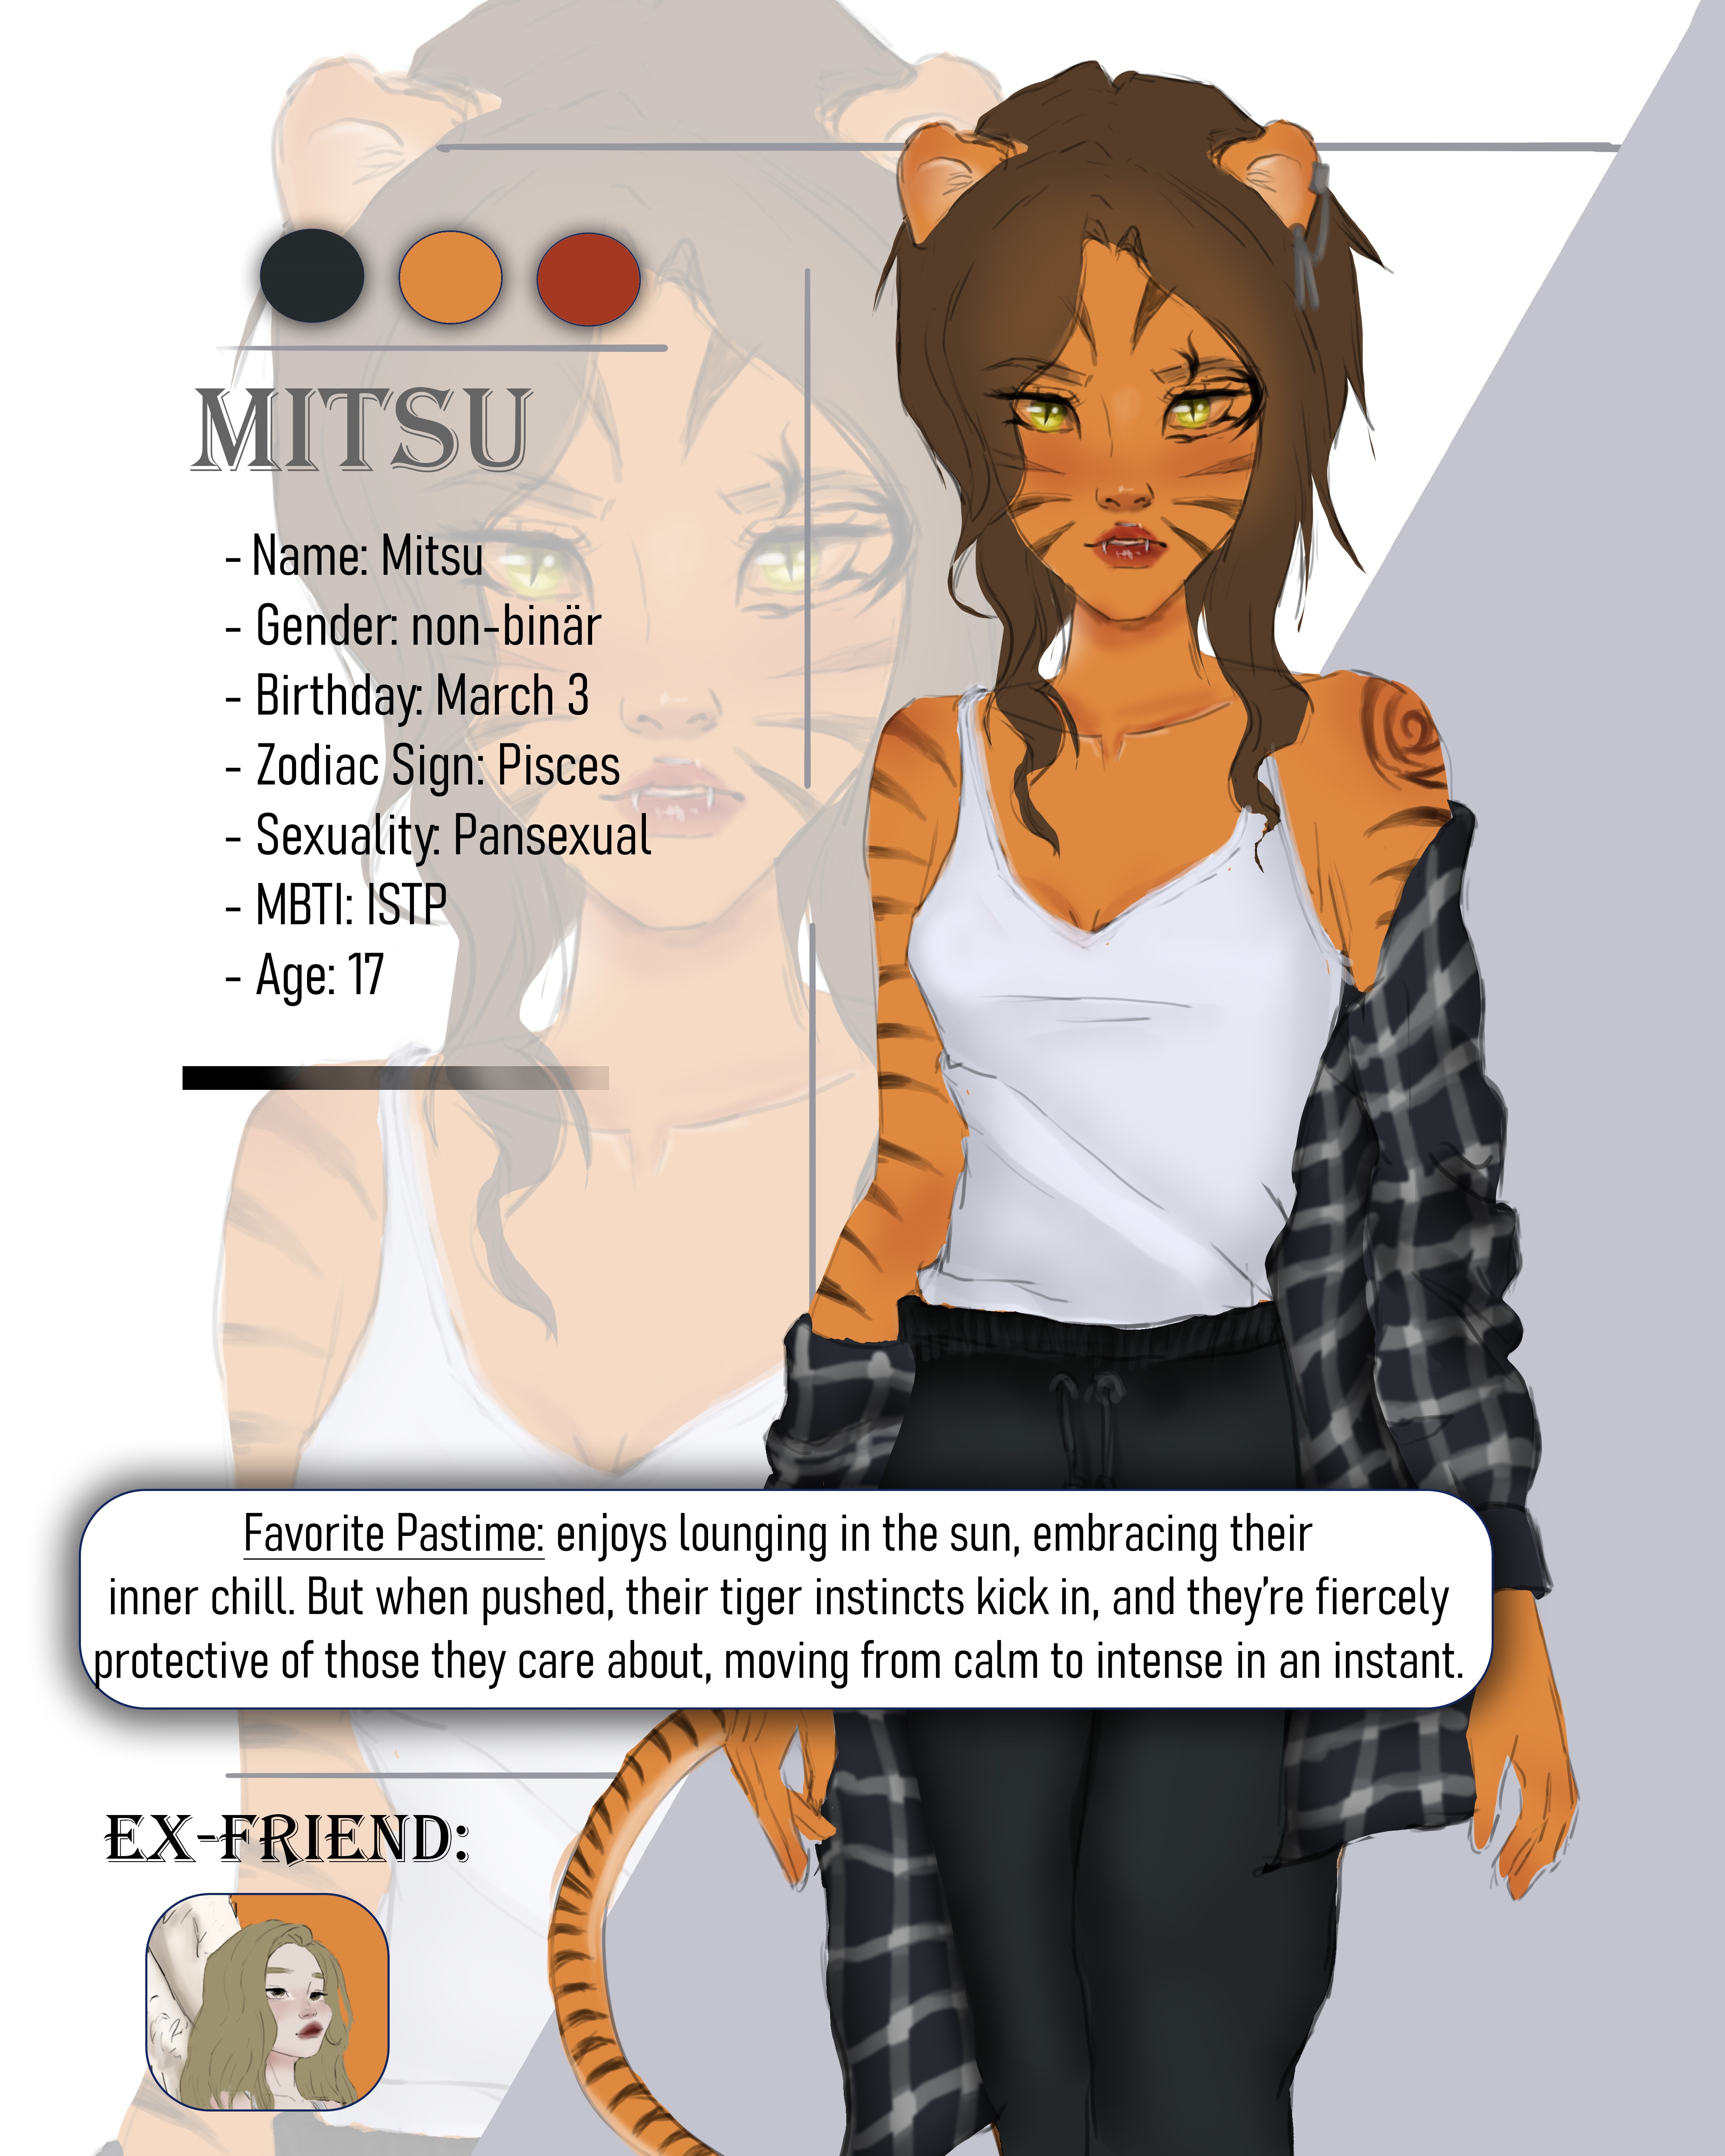 MITSU
- Name: Mitsu
- Gender: non-binär
- Birthday: March 3
- Zodiac Sign: Pisces
- Sexuality: Pansexual
- MBTI: ISTP
- Age: 17
Favorite Pastime: enjoys lounging in the sun, embracing their
inner chill. But when pushed, their tiger instincts kick in, and they’re fiercely
protective of those they care about, moving from calm to intense in an instant.
EX-FRIEND: